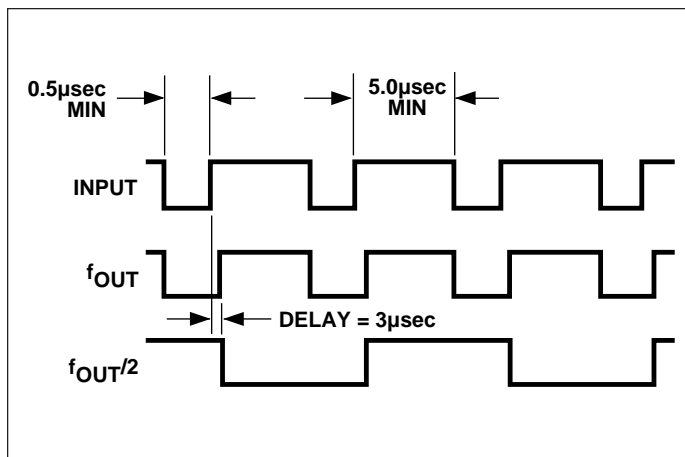 0.5µsec
MIN
5.0µsec
MIN
INPUT
fOUT
DELAY = 3µsec
fOUT/2